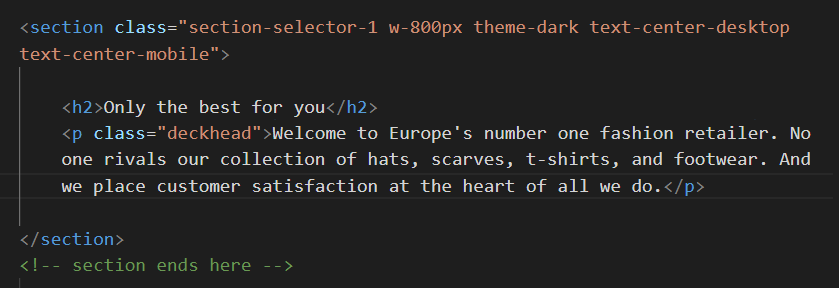 <section class="section-selector-1 w-800px theme-dark text-center-desktop
text-center-mobile">
<h2>Only the best for you</h2>
<p class="deckhead">Welcome to Europe's number one fashion retailer. No
one rivals our collection of hats, scarves, t-shirts, and footwear. And
we place customer satisfaction at the heart of all we do.</p>
</section>
<!-- section ends here -->